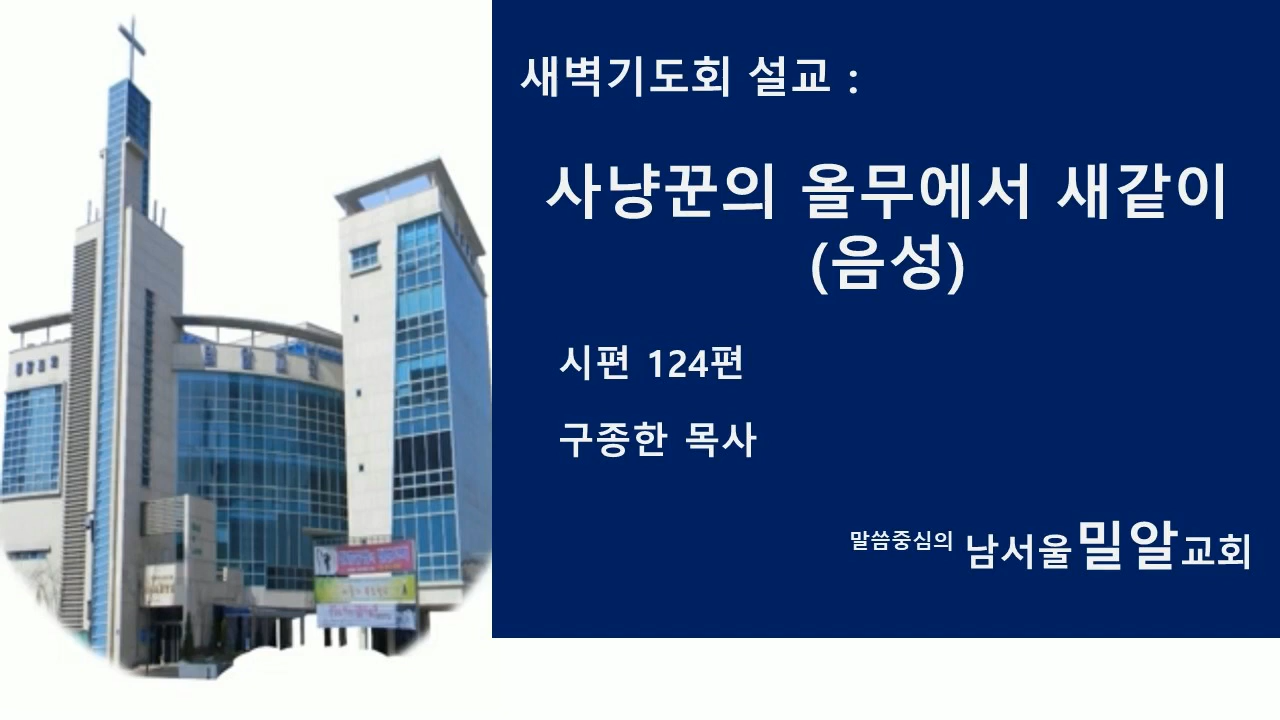 새벽기도회 설교 :
사냥꾼의 올무에서 새같이
(음성)
시편 124편
구종한 목사
말씀중심의 남서울밀알교회